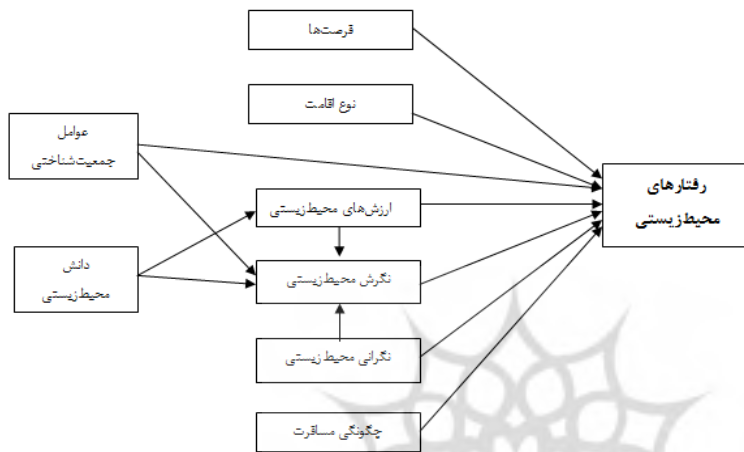 فرصت‌ها
نوع اقامت
عوامل
جمعیت‌شناختی
رفتارهای
محیط‌زیستی
ارزش‌های محیط‌زیستی
دانش
محیط‌زیستی
نگرش محیط‌زیستی
نگرانی محیط زیستی
چگونگی مسافرت